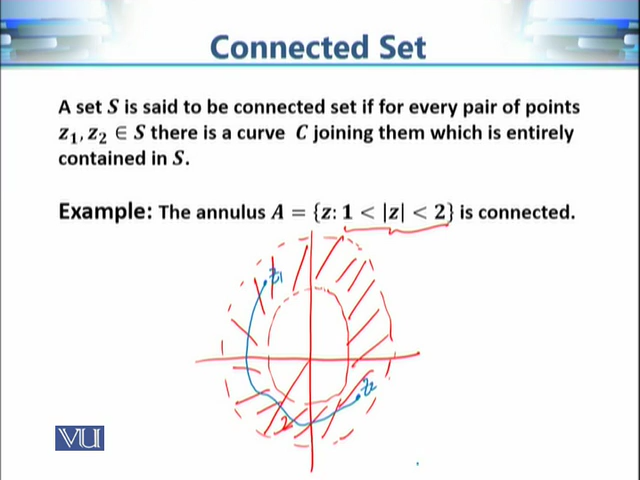 Connected Set
A set S is said to be connected set if for every pair of points
z₁, z₂ ∈ S there is a curve C joining them which is entirely
contained in S.
Example: The annulus A = {z: 1 < |z| < 2} is connected.
z₁
z₂
2
VU